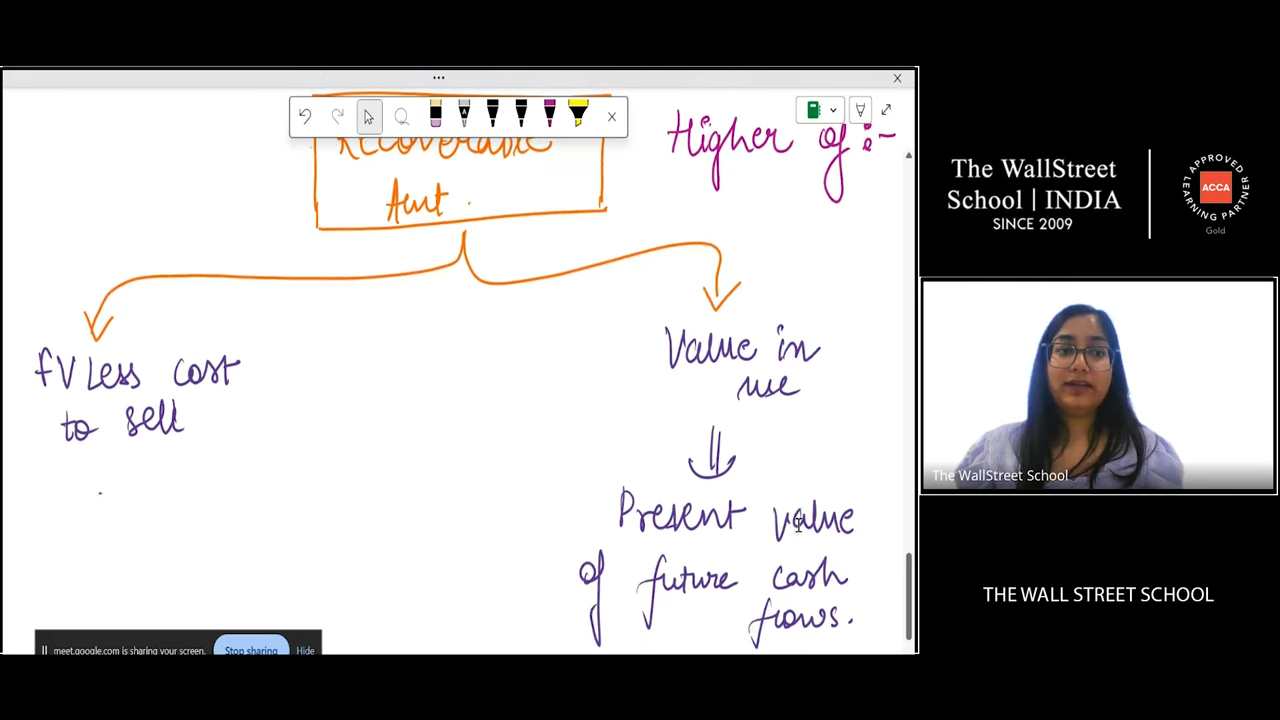 Recoverable
Amt.
Higher of :-
FV Less cost
to sell
Value in
use
Present value
of future cash
flows.
meet.google.com is sharing your screen.
Stop sharing
Hide
The WallStreet
School | INDIA
SINCE 2009
APPROVED
LEARNING PARTNER
ACCA
Gold
The WallStreet School
THE WALL STREET SCHOOL